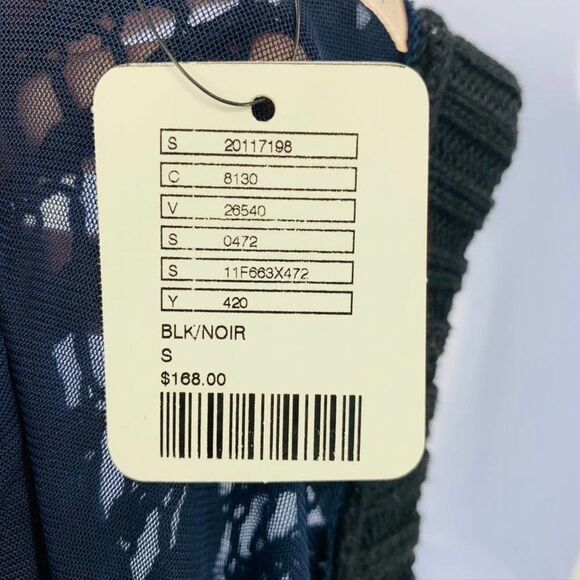 S 20117198
C 8130
V 26540
S 0472
S 11F663X472
Y 420
BLK/NOIR
S
$168.00